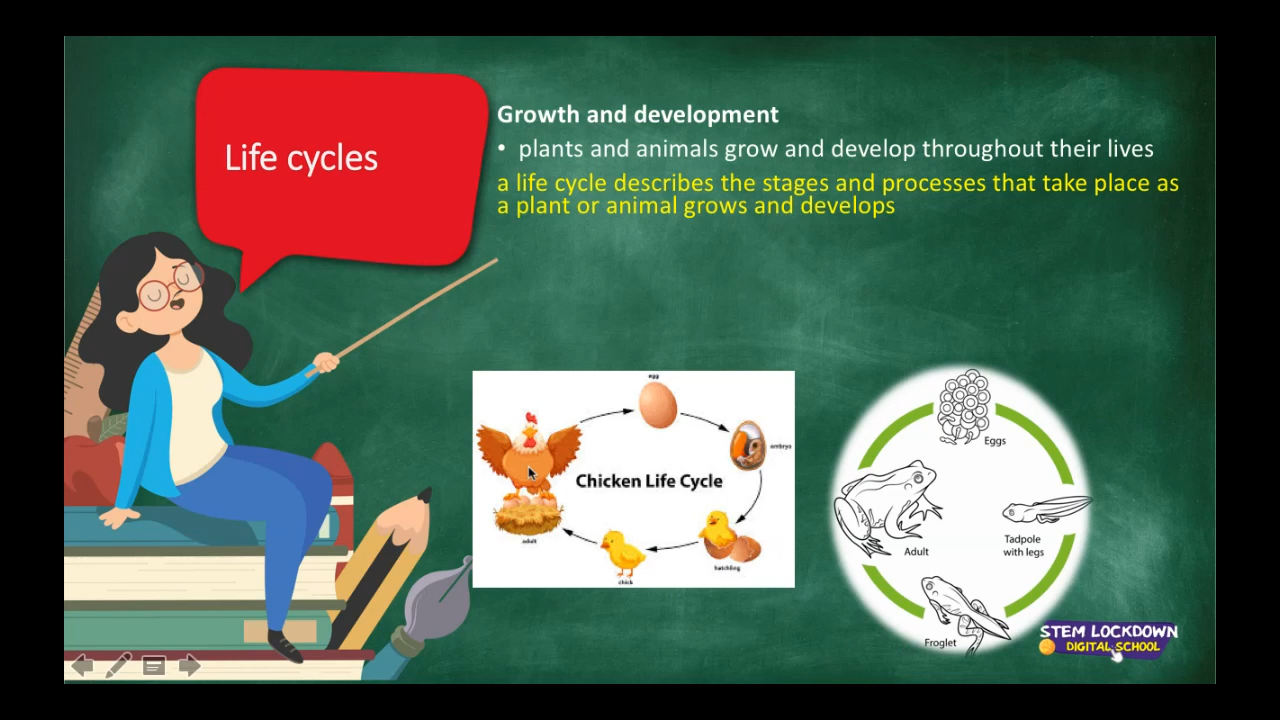 Life cycles
Growth and development
• plants and animals grow and develop throughout their lives
a life cycle describes the stages and processes that take place as
a plant or animal grows and develops
egg
embryo
Chicken Life Cycle
adult
hatchling
chick
Eggs
Tadpole
with legs
Adult
Froglet
STEM LOCKDOWN
DIGITAL SCHOOL